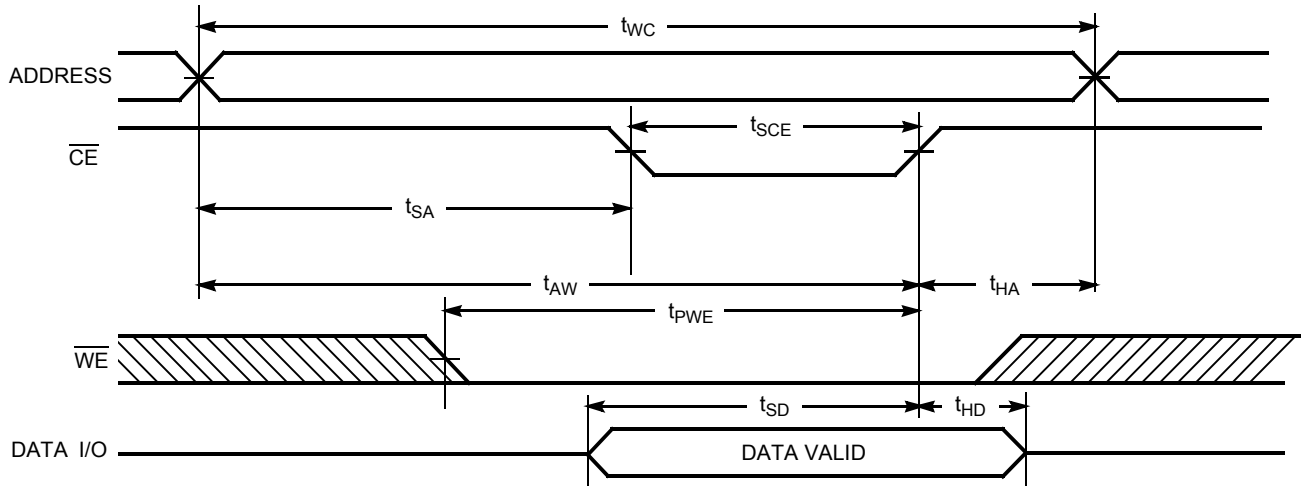 tWC
ADDRESS
tSCE
CE
tSA
tAW
tHA
tPWE
WE
tSD
tHD
DATA I/O
DATA VALID